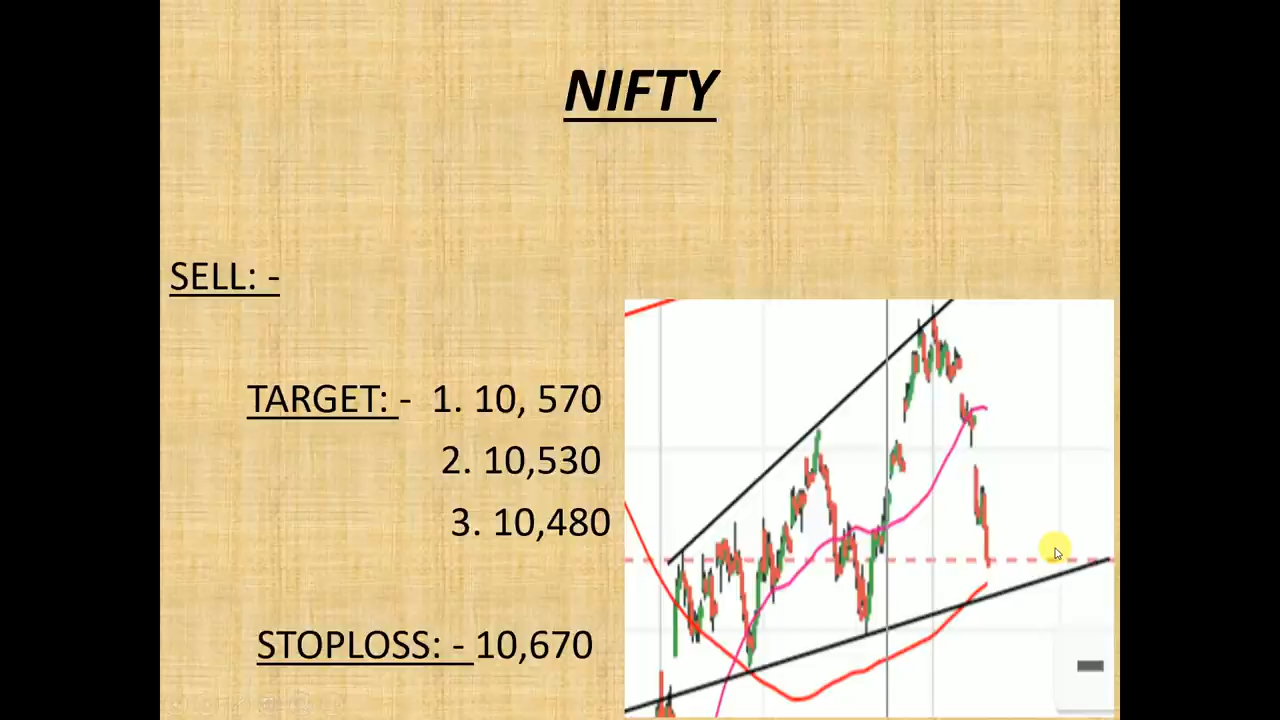 NIFTY
SELL: -
TARGET: - 1. 10, 570
2. 10,530
3. 10,480
STOPLOSS: - 10,670